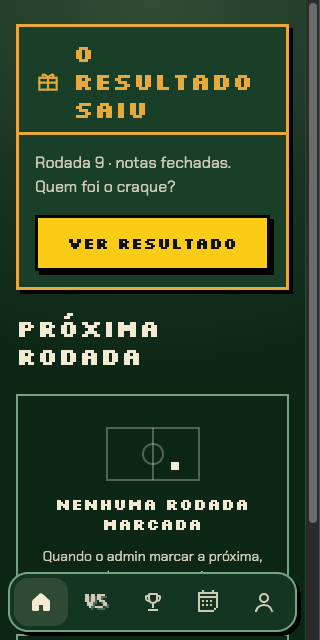 O
RESULTADO
SAIU
Rodada 9 · notas fechadas.
Quem foi o craque?
VER RESULTADO
PRÓXIMA
RODADA
NENHUMA RODADA
MARCADA
Quando o admin marcar a próxima,
VS